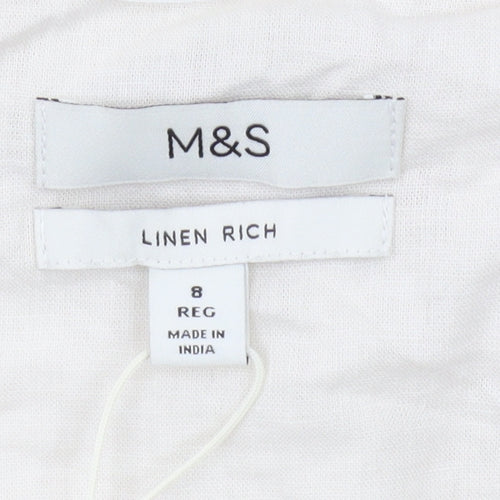 M&S
LINEN RICH
8
REG
MADE IN
INDIA